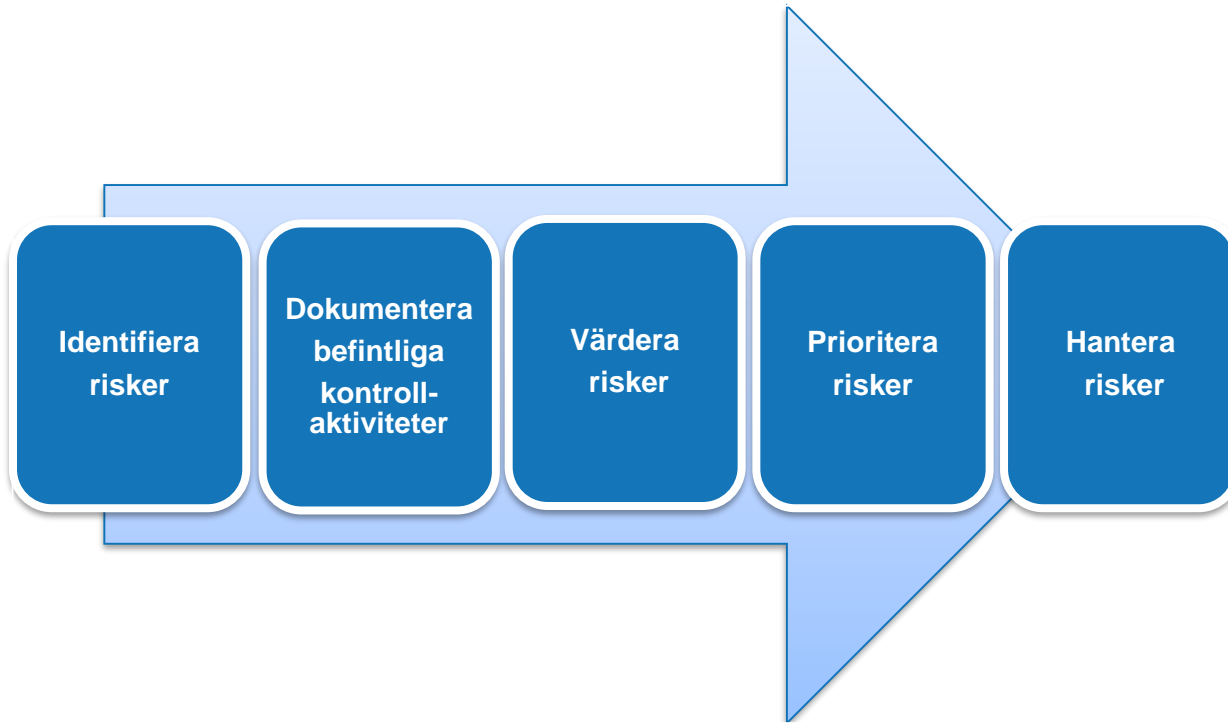 Identifiera
risker
Dokumentera
befintliga
kontroll-
aktiviteter
Värdera
risker
Prioritera
risker
Hantera
risker